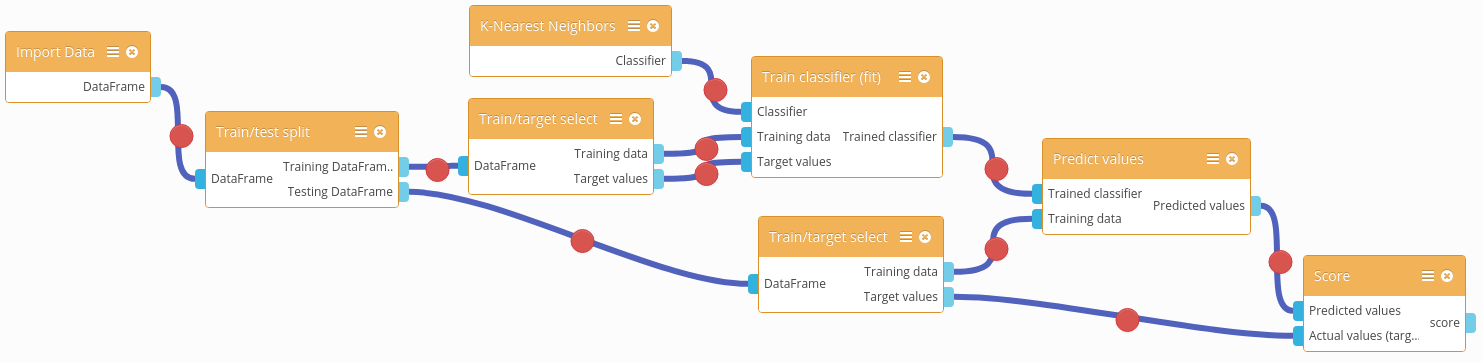 Import Data
DataFrame
Train/test split
DataFrame
Training DataFram..
Testing DataFrame
K-Nearest Neighbors
Classifier
Train/target select
DataFrame
Training data
Target values
Train classifier (fit)
Classifier
Training data
Target values
Trained classifier
Train/target select
DataFrame
Training data
Target values
Predict values
Trained classifier
Training data
Predicted values
Score
Predicted values
Actual values (targ..
score